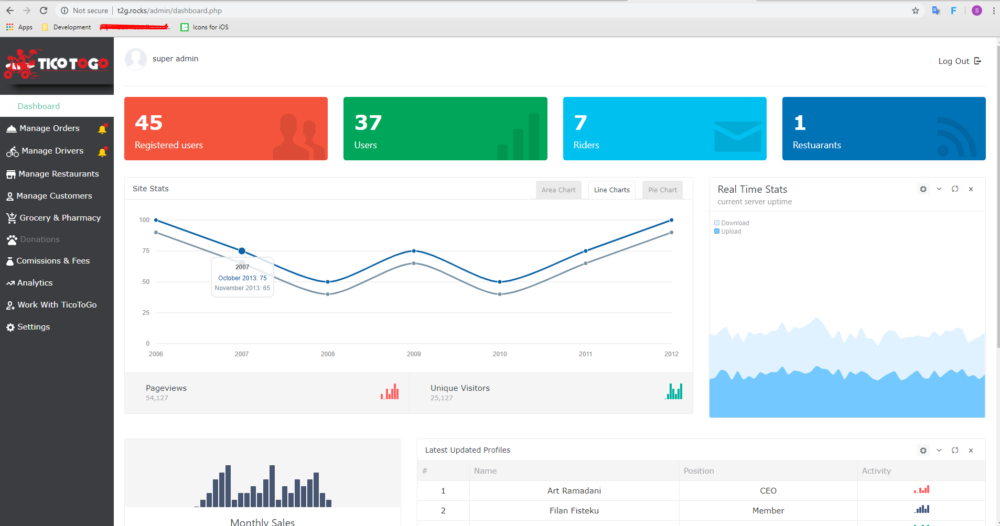 Not secure | t2g.rocks/admin/dashboard.php
F
S
Apps Development Icons for iOS
TICO TOGO
super admin
Log Out
Dashboard
Manage Orders
Manage Drivers
Manage Restaurants
Manage Customers
Grocery & Pharmacy
Donations
Comissions & Fees
Analytics
Work With TicoToGo
Settings
45
Registered users
37
Users
7
Riders
1
Restuarants
Site Stats
Area Chart Line Charts Pie Chart
100
75
50
25
0
2007
October 2013: 75
November 2013: 65
2006 2007 2008 2009 2010 2011 2012
Pageviews
54,127
Unique Visitors
25,127
Real Time Stats
current server uptime
Download
Upload
Monthly Sales
Latest Updated Profiles
# Name Position Activity
1 Art Ramadani CEO
2 Filan Fisteku Member